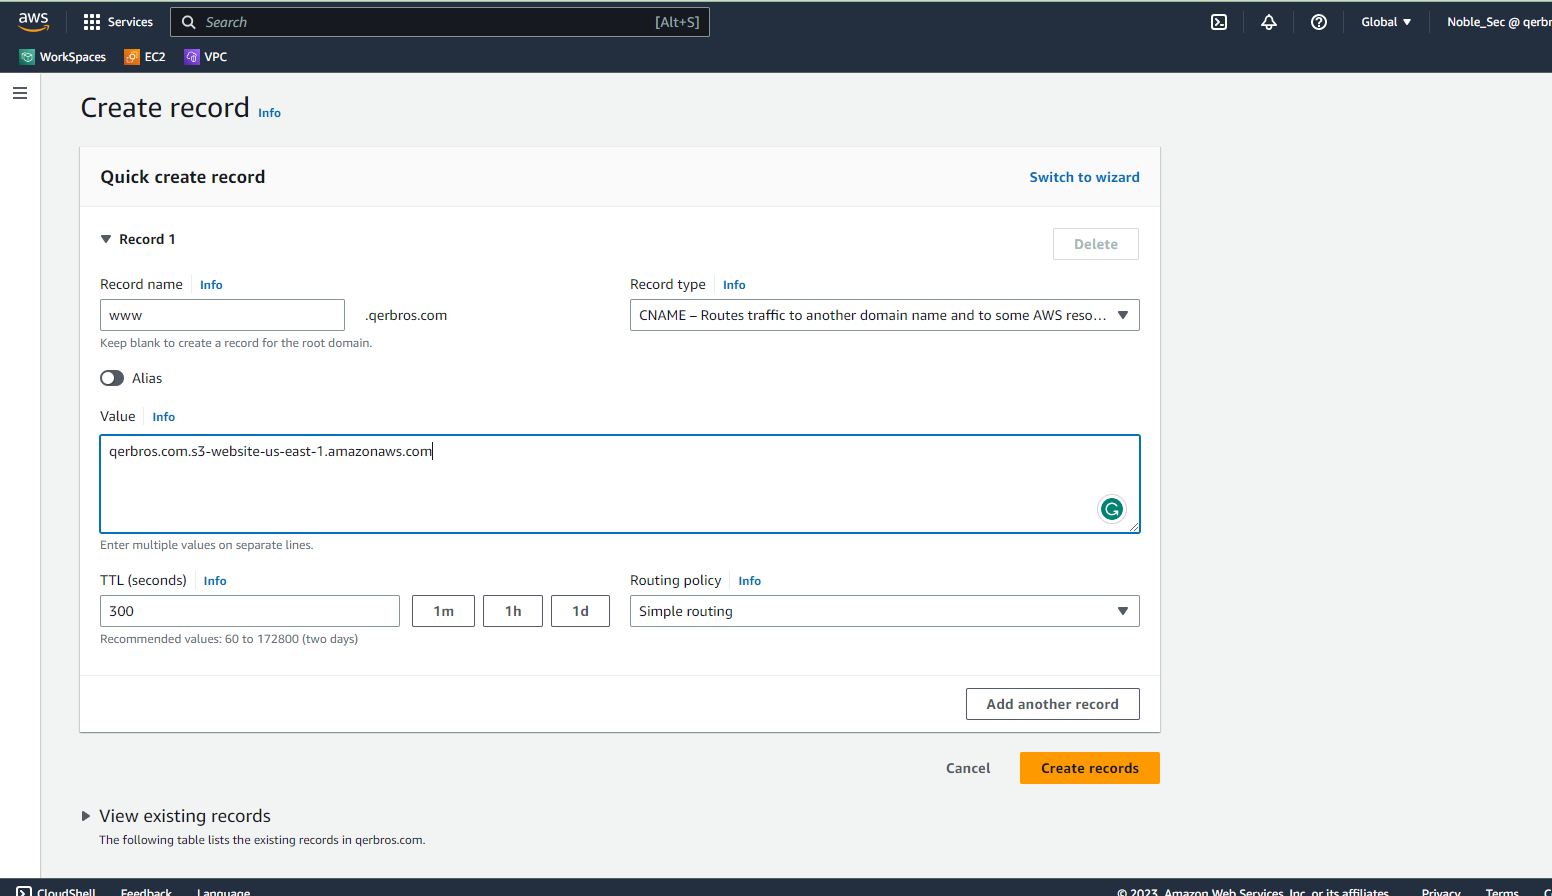 aws Services Search [Alt+S] Global Noble_Sec @ qerbr
WorkSpaces EC2 VPC
Create record Info
Quick create record Switch to wizard
Record 1 Delete
Record name Info Record type Info
www .qerbros.com CNAME – Routes traffic to another domain name and to some AWS reso...
Keep blank to create a record for the root domain.
Alias
Value Info
qerbros.com.s3-website-us-east-1.amazonaws.com
Enter multiple values on separate lines.
TTL (seconds) Info Routing policy Info
300 1m 1h 1d Simple routing
Recommended values: 60 to 172800 (two days)
Add another record
Cancel Create records
View existing records
The following table lists the existing records in qerbros.com.
CloudShell Feedback Language © 2023, Amazon Web Services, Inc. or its affiliates. Privacy Terms